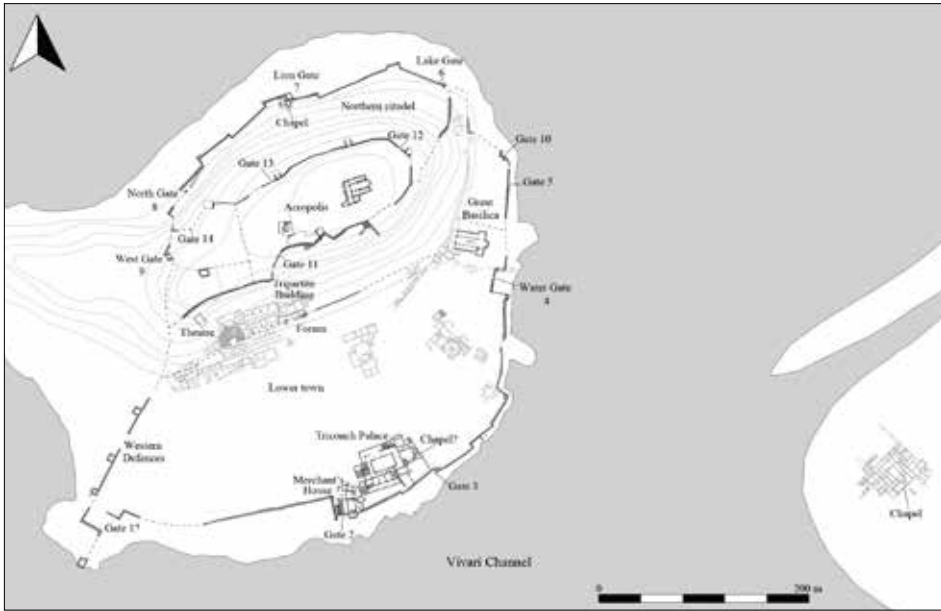 Lion Gate
7
Chapel
Lake Gate
6
Northern citadel
Gate 12
Gate 10
Gate 13
Gate 5
North Gate
8
Acropolis
Great
Basilica
Gate 14
West Gate
9
Gate 11
Tripartite
Building
Water Gate
4
Theatre
Forum
Lower town
Triconch Palace
Chapel?
Western
Defences
Merchant's
House
Gate 3
Chapel
Gate 17
Gate 2
Vivari Channel
0
200 m